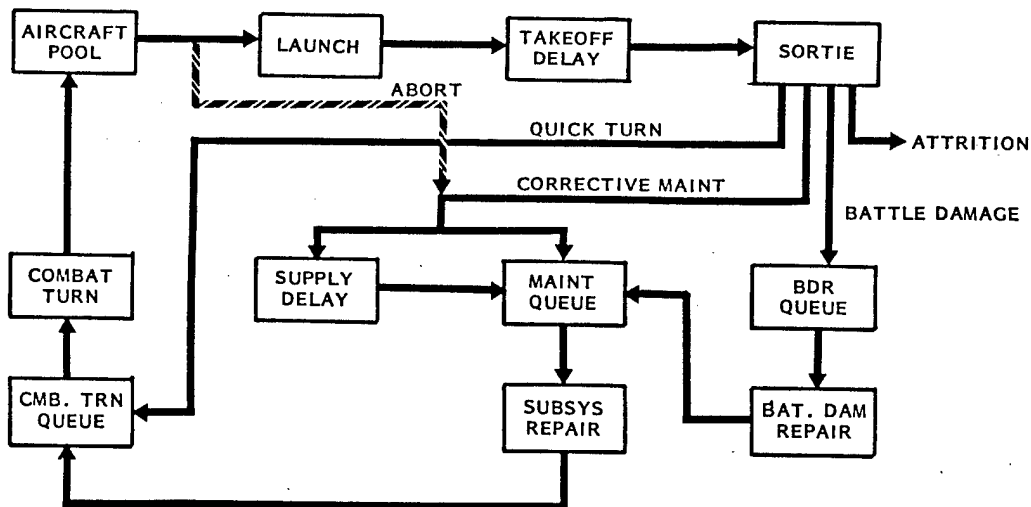 AIRCRAFT
POOL
LAUNCH
TAKEOFF
DELAY
SORTIE
ABORT
QUICK TURN
ATTRITION
CORRECTIVE MAINT
BATTLE DAMAGE
COMBAT
TURN
SUPPLY
DELAY
MAINT
QUEUE
BDR
QUEUE
CMB. TRN
QUEUE
SUBSYS
REPAIR
BAT. DAM
REPAIR